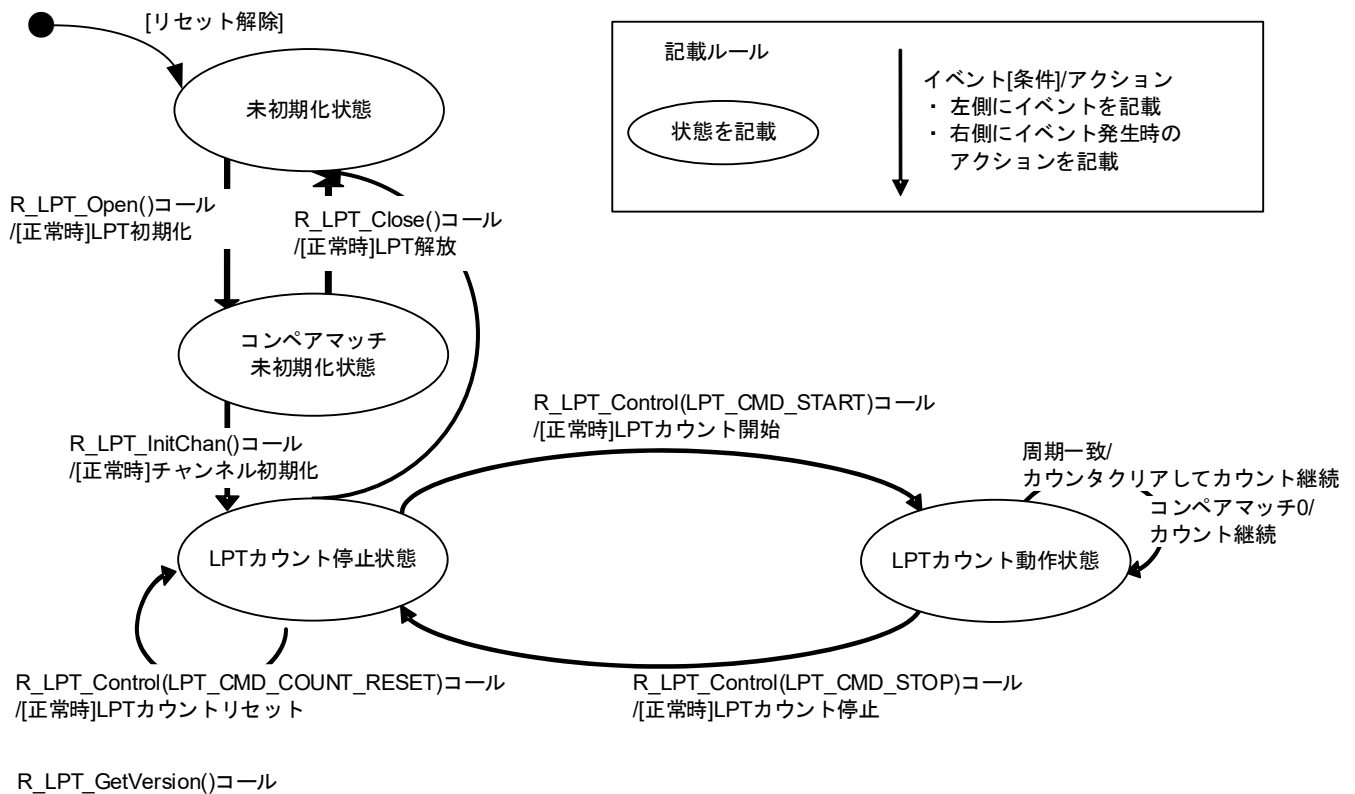 [リセット解除]
未初期化状態
記載ルール
状態を記載
イベント[条件]/アクション
・ 左側にイベントを記載
・ 右側にイベント発生時の
アクションを記載
R_LPT_Open()コール
/[正常時]LPT初期化
R_LPT_Close()コール
/[正常時]LPT解放
コンペアマッチ
未初期化状態
R_LPT_InitChan()コール
/[正常時]チャンネル初期化
R_LPT_Control(LPT_CMD_START)コール
/[正常時]LPTカウント開始
周期一致/
カウンタクリアしてカウント継続
コンペアマッチ0/
カウント継続
LPTカウント停止状態
LPTカウント動作状態
R_LPT_Control(LPT_CMD_COUNT_RESET)コール
/[正常時]LPTカウントリセット
R_LPT_Control(LPT_CMD_STOP)コール
/[正常時]LPTカウント停止
R_LPT_GetVersion()コール